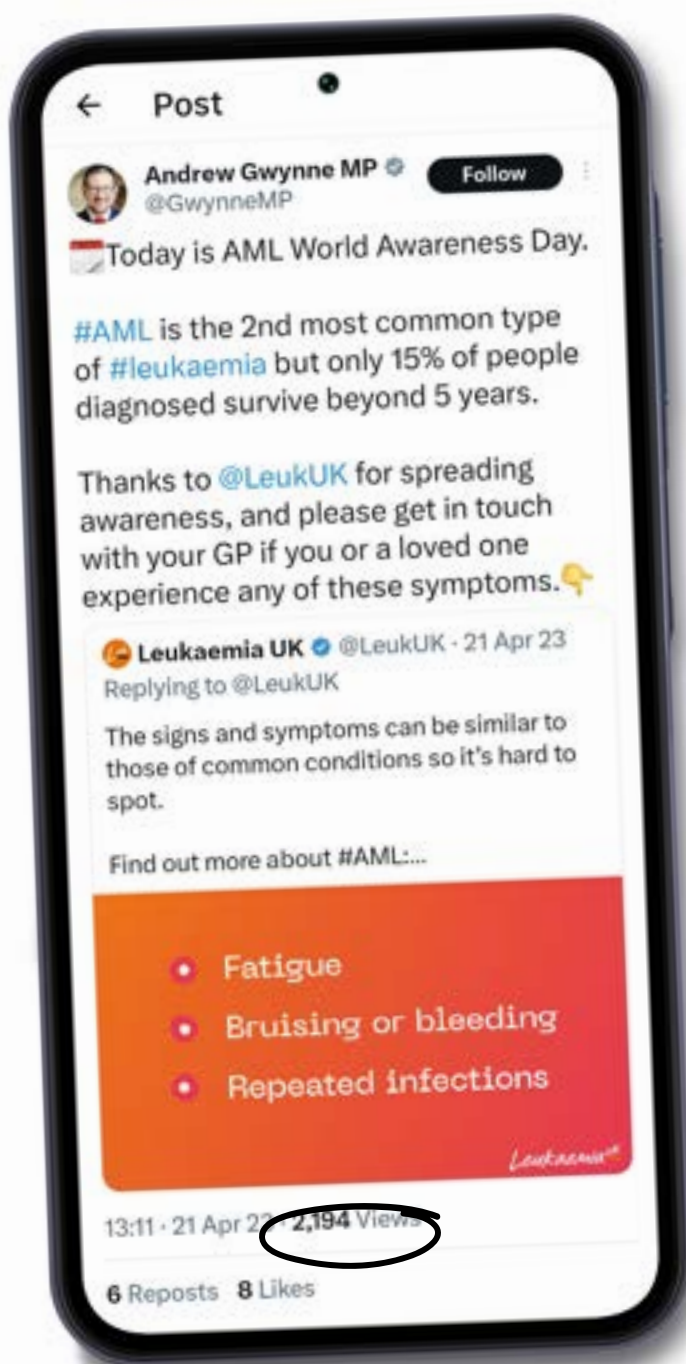 Post
Andrew Gwynne MP
Follow
@GwynneMP
Today is AML World Awareness Day.
#AML is the 2nd most common type
of #leukaemia but only 15% of people
diagnosed survive beyond 5 years.
Thanks to @LeukUK for spreading
awareness, and please get in touch
with your GP if you or a loved one
experience any of these symptoms.
Leukaemia UK @LeukUK · 21 Apr 23
Replying to @LeukUK
The signs and symptoms can be similar to
those of common conditions so it's hard to
spot.
Find out more about #AML:...
Fatigue
Bruising or bleeding
Repeated infections
Leukaemia UK
13:11 · 21 Apr 23 · 2,194 Views
6 Reposts 8 Likes